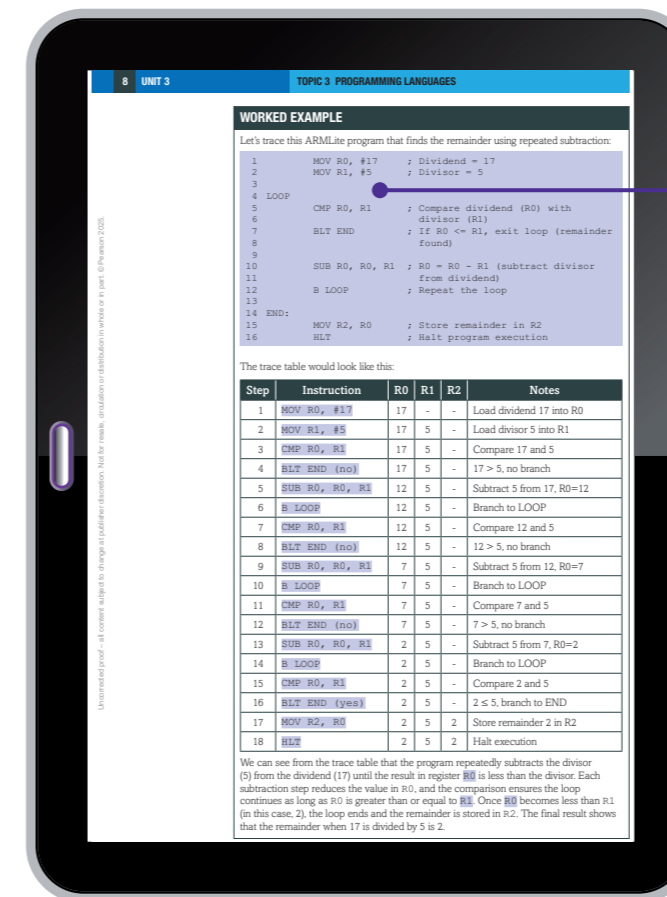 8 UNIT 3 TOPIC 3 PROGRAMMING LANGUAGES
WORKED EXAMPLE
Let's trace this ARMLite program that finds the remainder using repeated subtraction:
1 MOV R0, #17 ; Dividend = 17
2 MOV R1, #5 ; Divisor = 5
3
4 LOOP
5 CMP R0, R1 ; Compare dividend (R0) with
6 divisor (R1)
7 BLT END ; If R0 <= R1, exit loop (remainder
8 found)
9
10 SUB R0, R0, R1 ; R0 = R0 - R1 (subtract divisor
11 from dividend)
12 B LOOP ; Repeat the loop
13
14 END:
15 MOV R2, R0 ; Store remainder in R2
16 HLT ; Halt program execution
The trace table would look like this:
Step Instruction R0 R1 R2 Notes
1 MOV R0, #17 17 - - Load dividend 17 into R0
2 MOV R1, #5 17 5 - Load divisor 5 into R1
3 CMP R0, R1 17 5 - Compare 17 and 5
4 BLT END (no) 17 5 - 17 > 5, no branch
5 SUB R0, R0, R1 12 5 - Subtract 5 from 17, R0=12
6 B LOOP 12 5 - Branch to LOOP
7 CMP R0, R1 12 5 - Compare 12 and 5
8 BLT END (no) 12 5 - 12 > 5, no branch
9 SUB R0, R0, R1 7 5 - Subtract 5 from 12, R0=7
10 B LOOP 7 5 - Branch to LOOP
11 CMP R0, R1 7 5 - Compare 7 and 5
12 BLT END (no) 7 5 - 7 > 5, no branch
13 SUB R0, R0, R1 2 5 - Subtract 5 from 7, R0=2
14 B LOOP 2 5 - Branch to LOOP
15 CMP R0, R1 2 5 - Compare 2 and 5
16 BLT END (yes) 2 5 - 2 ≤ 5, branch to END
17 MOV R2, R0 2 5 2 Store remainder 2 in R2
18 HLT 2 5 2 Halt execution
We can see from the trace table that the program repeatedly subtracts the divisor
(5) from the dividend (17) until the result in register R0 is less than the divisor. Each
subtraction step reduces the value in R0, and the comparison ensures the loop
continues as long as R0 is greater than or equal to R1. Once R0 becomes less than R1
(in this case, 2), the loop ends and the remainder is stored in R2. The final result shows
that the remainder when 17 is divided by 5 is 2.
Uncorrected proof – all content subject to change at publisher discretion. Not for resale, circulation or distribution in whole or in part. © Pearson 2025.